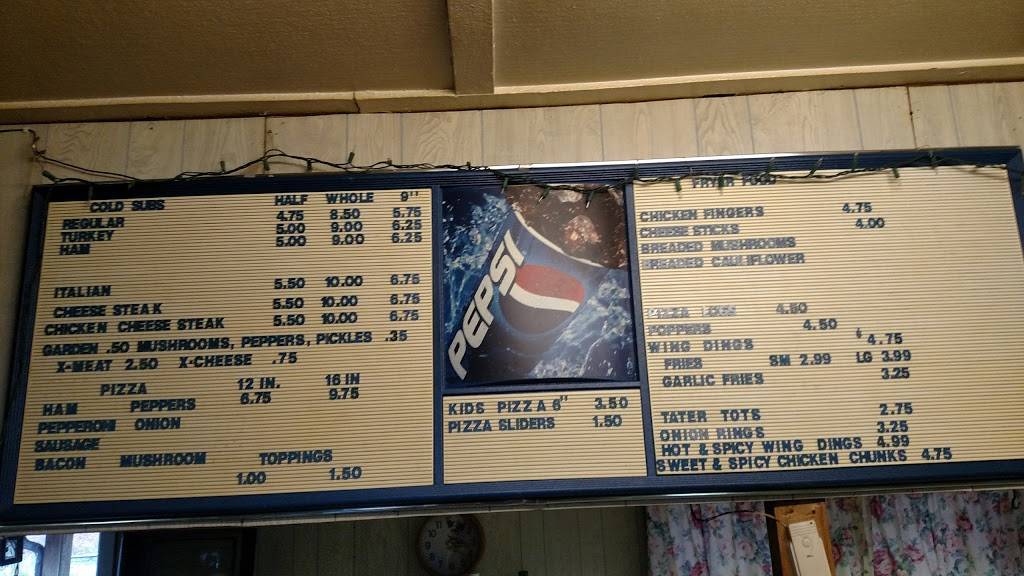 COLD SUBS HALF WHOLE 9"
REGULAR 4.75 8.50 5.75
TURKEY 5.00 9.00 6.25
HAM 5.00 9.00 6.25
ITALIAN 5.50 10.00 6.75
CHEESE STEAK 5.50 10.00 6.75
CHICKEN CHEESE STEAK 5.50 10.00 6.75
GARDEN .50 MUSHROOMS, PEPPERS, PICKLES .35
X-MEAT 2.50 X-CHEESE .75
PIZZA 12 IN. 16 IN
6.75 9.75
HAM PEPPERS
PEPPERONI ONION
SAUSAGE
BACON MUSHROOM TOPPINGS
1.00 1.50
PEPSI
KIDS PIZZA 6" 3.50
PIZZA SLIDERS 1.50
FRYER FOOD
CHICKEN FINGERS 4.75
CHEESE STICKS 4.00
BREADED MUSHROOMS
BREADED CAULIFLOWER
PIZZA 4.50
POPPERS 4.50
WING DINGS 4.75
FRIES SM 2.99 LG 3.99
GARLIC FRIES 3.25
TATER TOTS 2.75
ONION RINGS 3.25
HOT & SPICY WING DINGS 4.99
SWEET & SPICY CHICKEN CHUNKS 4.75